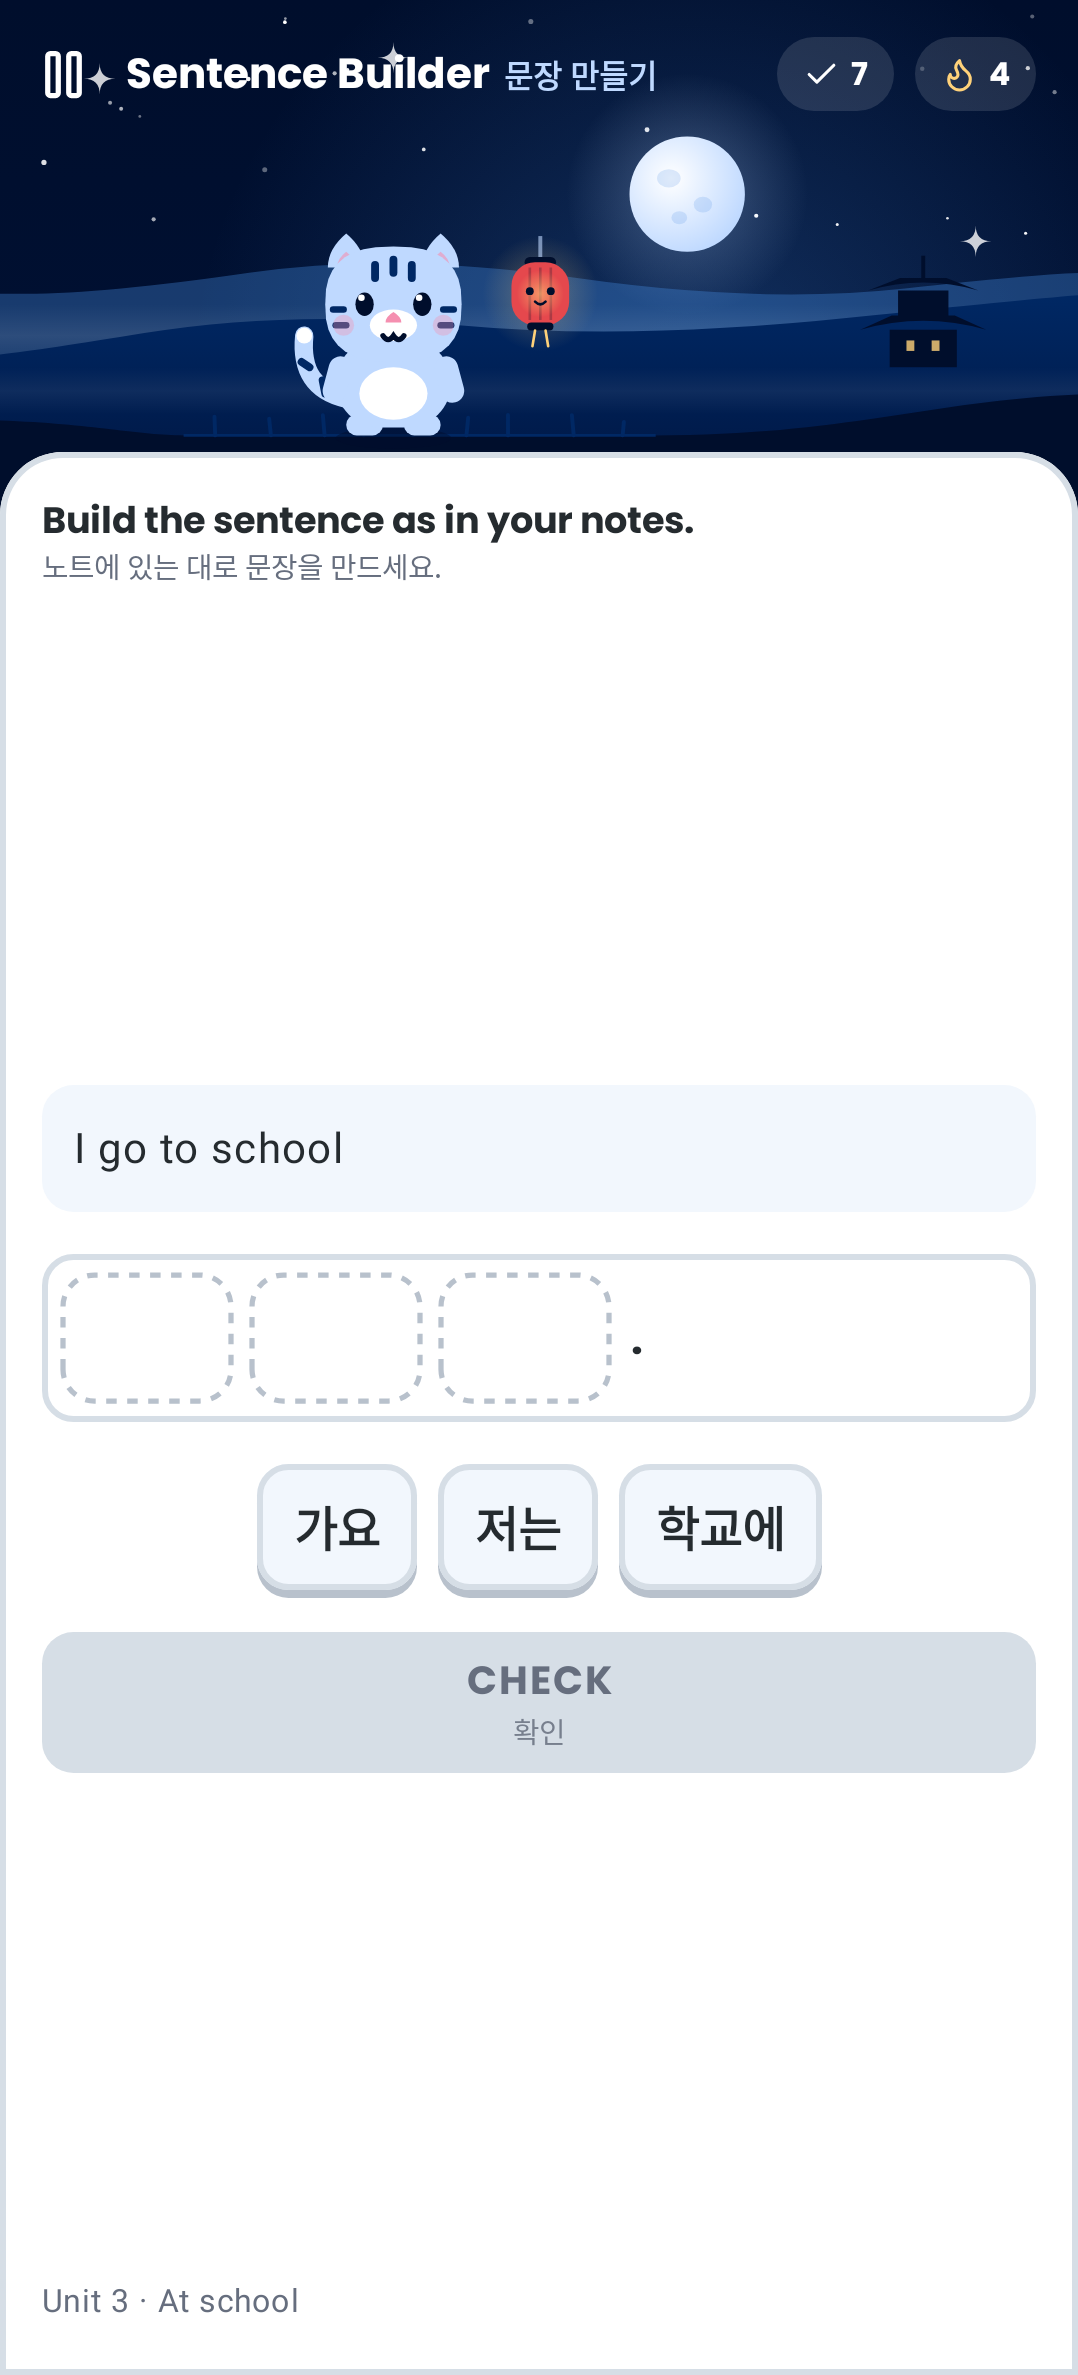 Sentence Builder 문장 만들기 7 4
Build the sentence as in your notes.
노트에 있는 대로 문장을 만드세요.
I go to school
.
가요 저는 학교에
CHECK
확인
Unit 3 · At school